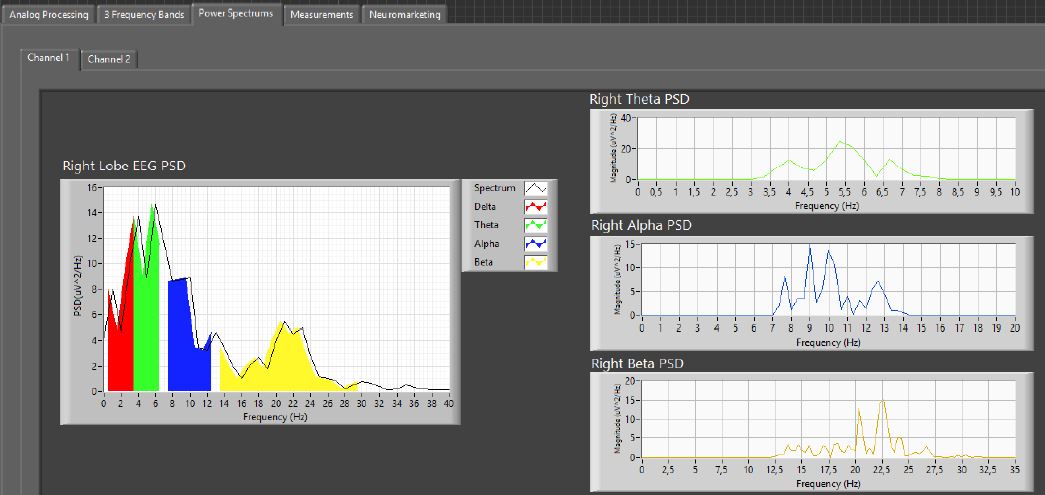 Analog Processing 3 Frequency Bands Power Spectrums Measurements Neuromarketing
Channel 1 Channel 2
Right Lobe EEG PSD
16
14
12
10
8
6
4
2
0
PSD(uV^2/Hz)
0 2 4 6 8 10 12 14 16 18 20 22 24 26 28 30 32 34 36 38 40
Frequency (Hz)
Spectrum
Delta
Theta
Alpha
Beta
Right Theta PSD
40
20
0
Magnitude (uV^2/Hz)
0 0,5 1 1,5 2 2,5 3 3,5 4 4,5 5 5,5 6 6,5 7 7,5 8 8,5 9 9,5 10
Frequency (Hz)
Right Alpha PSD
15
10
5
0
Magnitude (uV^2/Hz)
0 1 2 3 4 5 6 7 8 9 10 11 12 13 14 15 16 17 18 19 20
Frequency (Hz)
Right Beta PSD
20
15
10
5
0
Magnitude (uV^2/Hz)
0 2,5 5 7,5 10 12,5 15 17,5 20 22,5 25 27,5 30 32,5 35
Frequency (Hz)